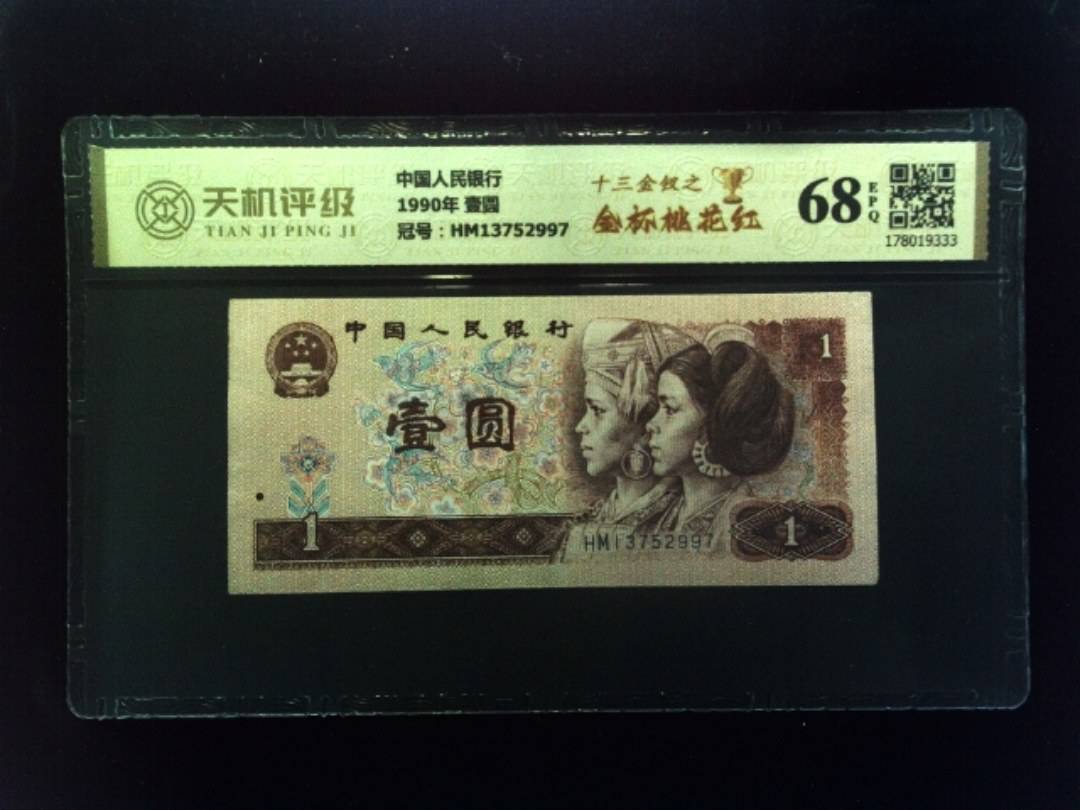 天机评级
TIAN JI PING JI
中国人民银行
1990年 壹圆
冠号：HM13752997
十三金钗之
金杯桃花红
68
EPQ
178019333
中国人民银行
壹圆
1
1
HM13752997
1